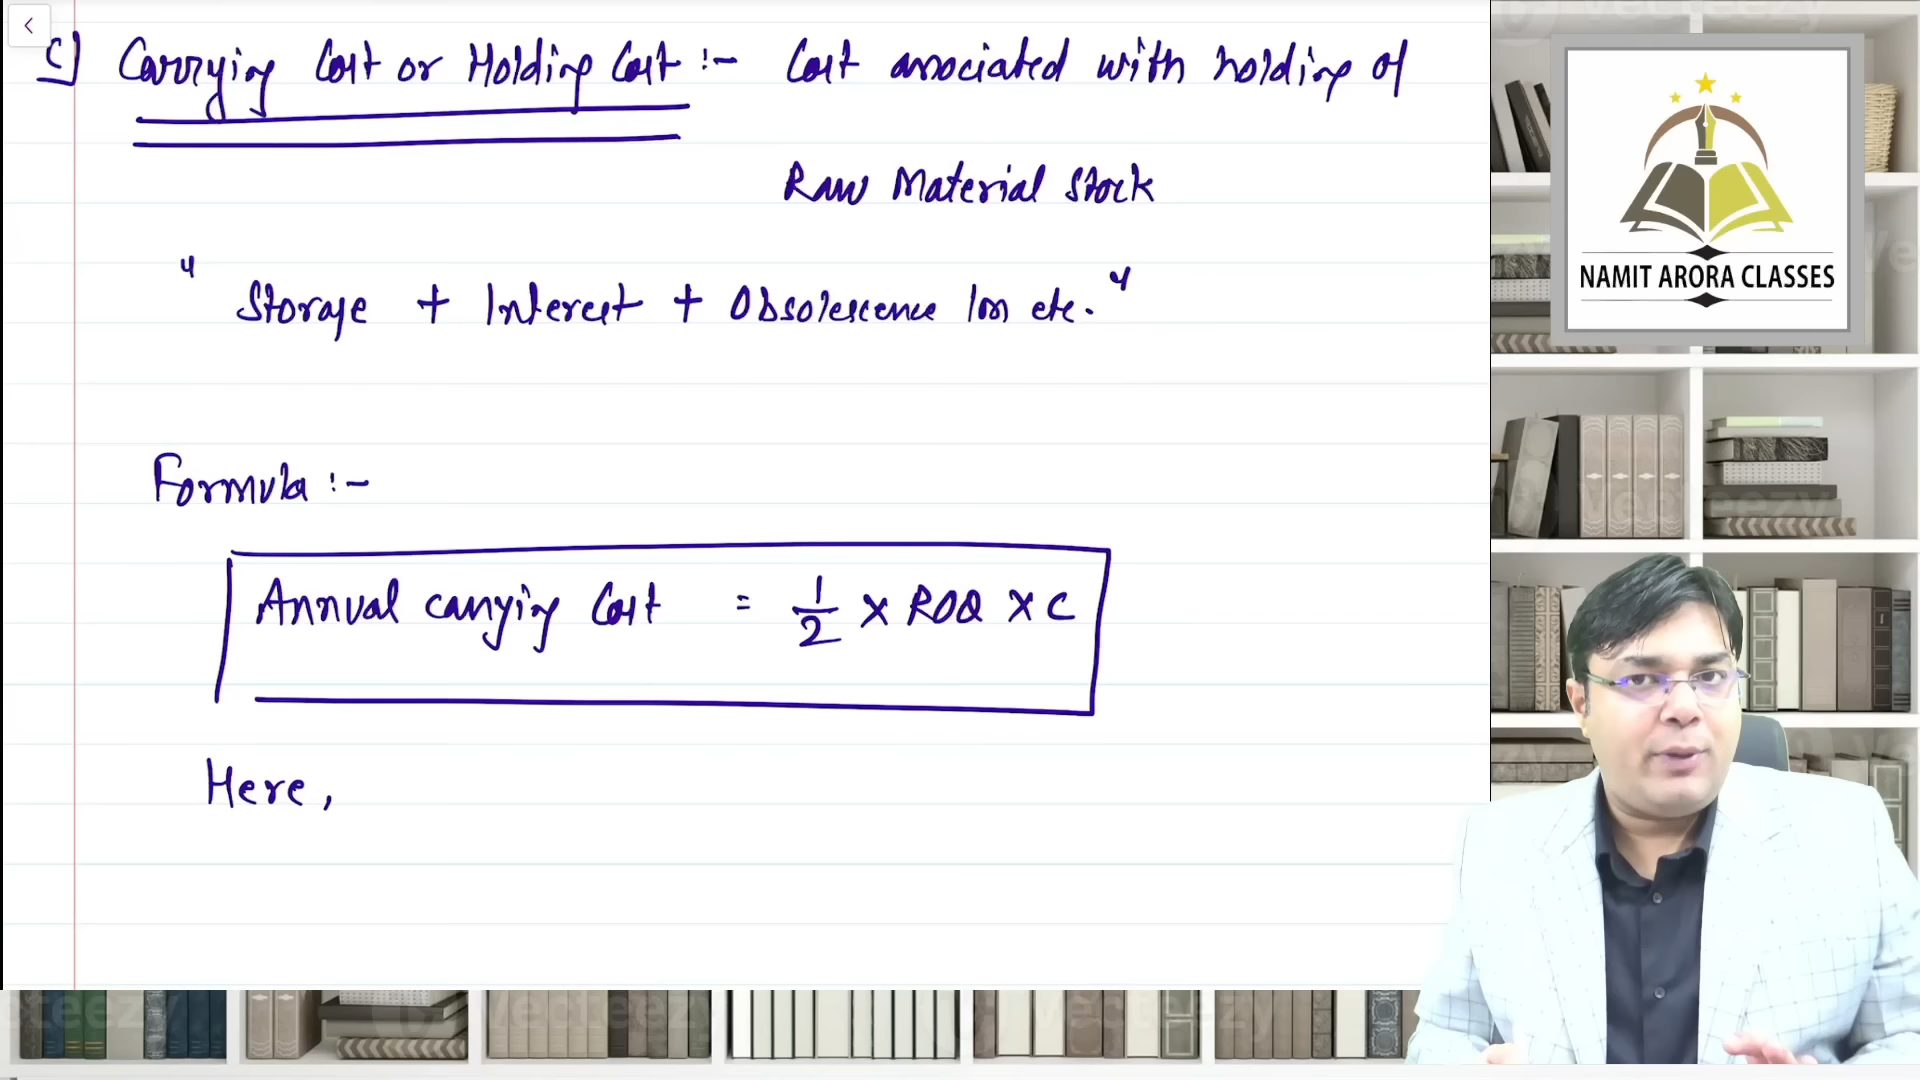 c) Carrying Cost or Holding Cost :- Cost associated with holding of
Raw Material Stock
" Storage + Interest + Obsolescence loss etc. "
Formula :-
Annual carrying Cost = 1/2 × ROQ × C
Here,
NAMIT ARORA CLASSES